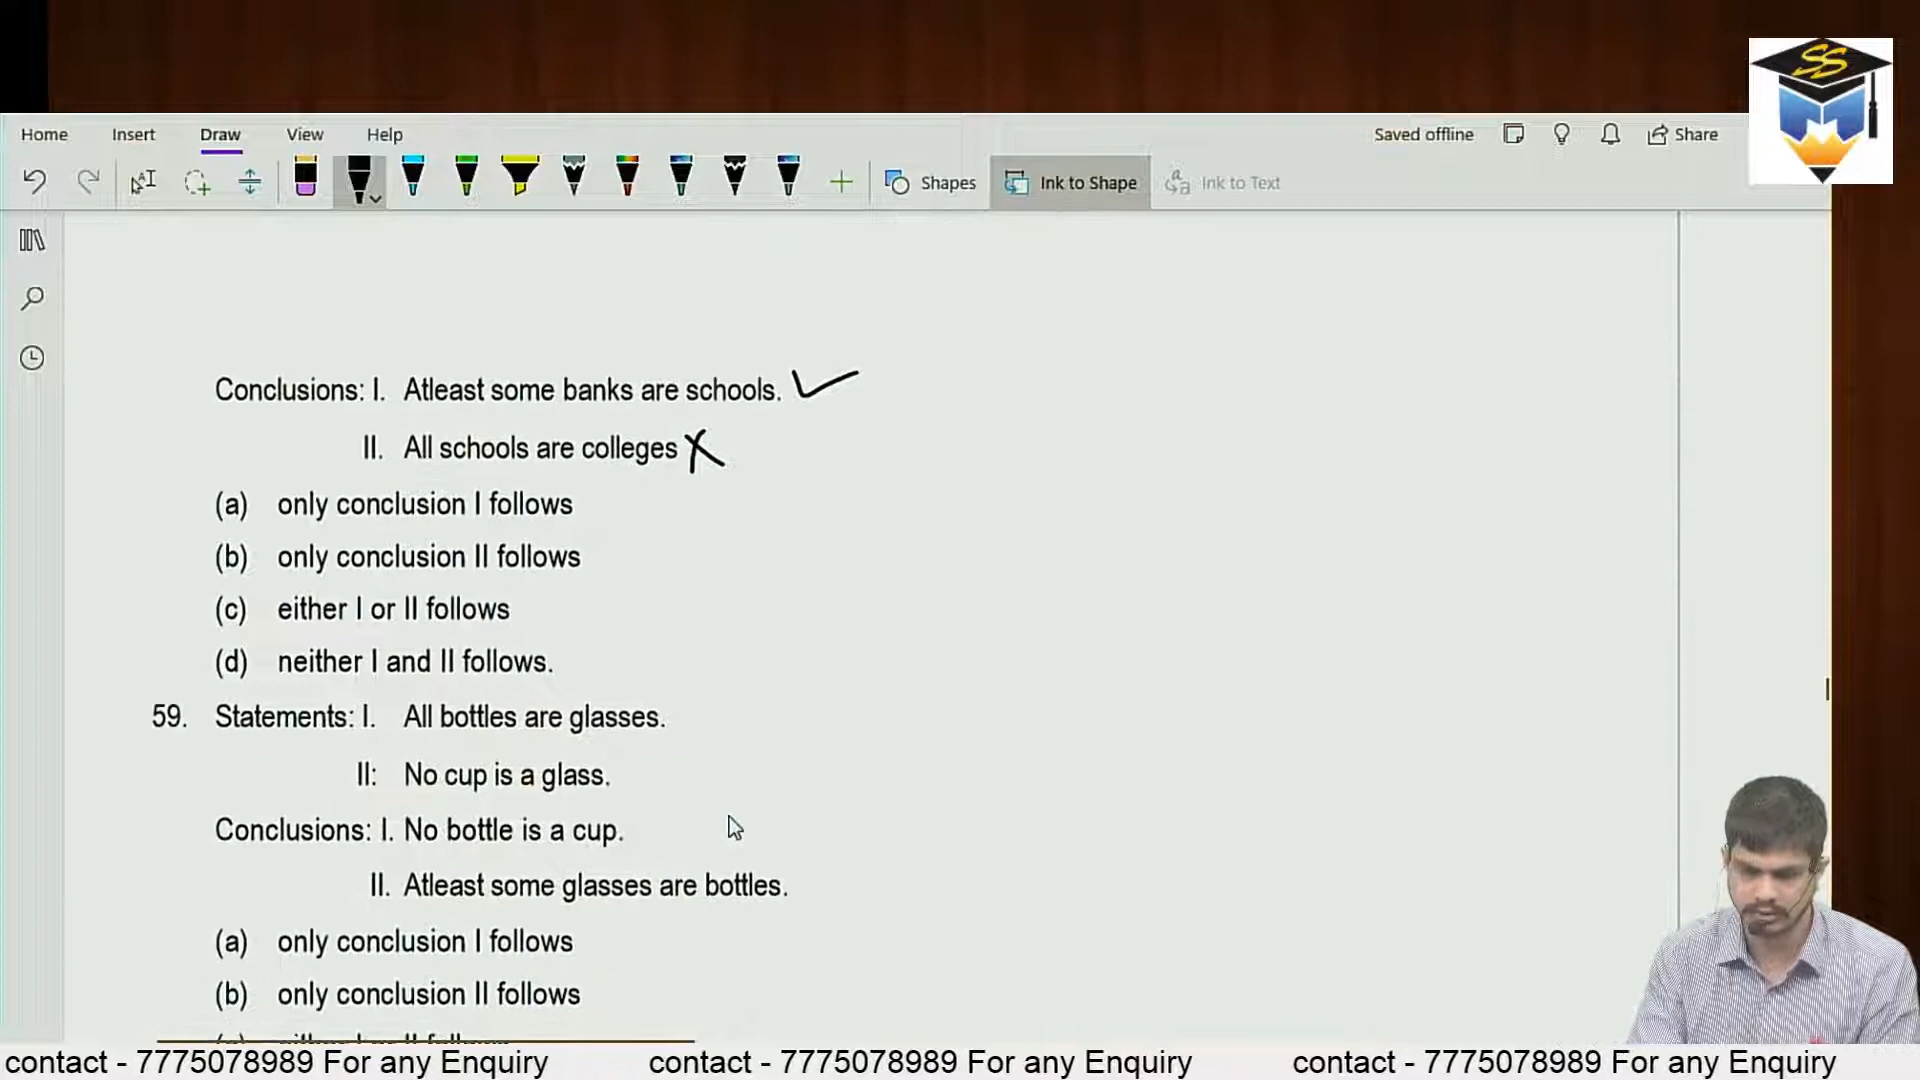 SS
Home Insert Draw View Help Saved offline Share
Shapes Ink to Shape Ink to Text
Conclusions: I. Atleast some banks are schools.
II. All schools are colleges
(a) only conclusion I follows
(b) only conclusion II follows
(c) either I or II follows
(d) neither I and II follows.
59. Statements: I. All bottles are glasses.
II: No cup is a glass.
Conclusions: I. No bottle is a cup.
II. Atleast some glasses are bottles.
(a) only conclusion I follows
(b) only conclusion II follows
contact - 7775078989 For any Enquiry contact - 7775078989 For any Enquiry contact - 7775078989 For any Enquiry